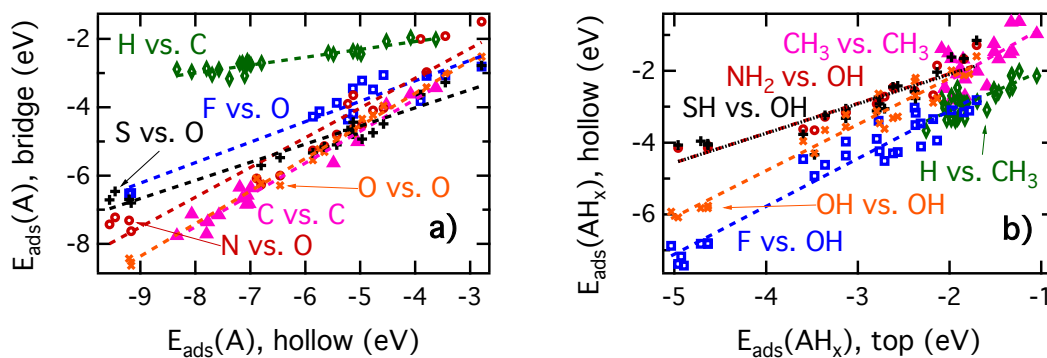 E_ads(A), bridge (eV)
-2
-4
-6
-8
H vs. C
F vs. O
S vs. O
O vs. O
C vs. C
N vs. O
a)
-9 -8 -7 -6 -5 -4 -3
E_ads(A), hollow (eV)
E_ads(AH_x), hollow (eV)
-2
-4
-6
CH₃ vs. CH₃
NH₂ vs. OH
SH vs. OH
H vs. CH₃
OH vs. OH
F vs. OH
b)
-5 -4 -3 -2 -1
E_ads(AH_x), top (eV)